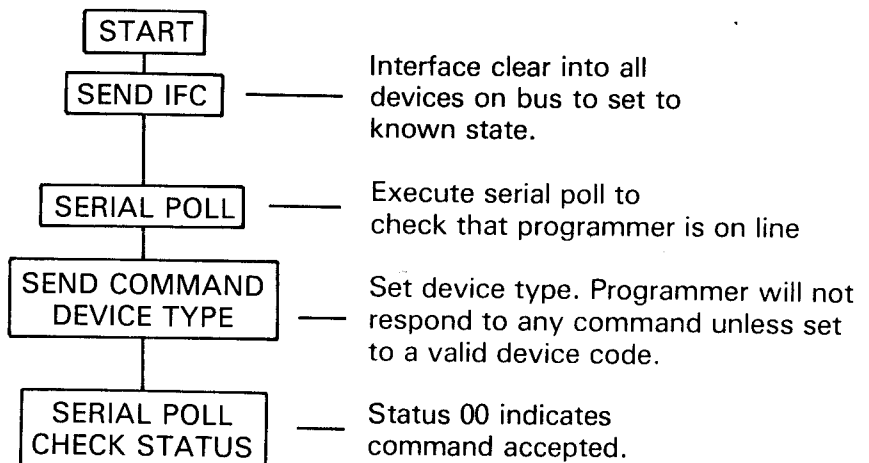 START
SEND IFC
Interface clear into all
devices on bus to set to
known state.
SERIAL POLL
Execute serial poll to
check that programmer is on line
SEND COMMAND
DEVICE TYPE
Set device type. Programmer will not
respond to any command unless set
to a valid device code.
SERIAL POLL
CHECK STATUS
Status 00 indicates
command accepted.